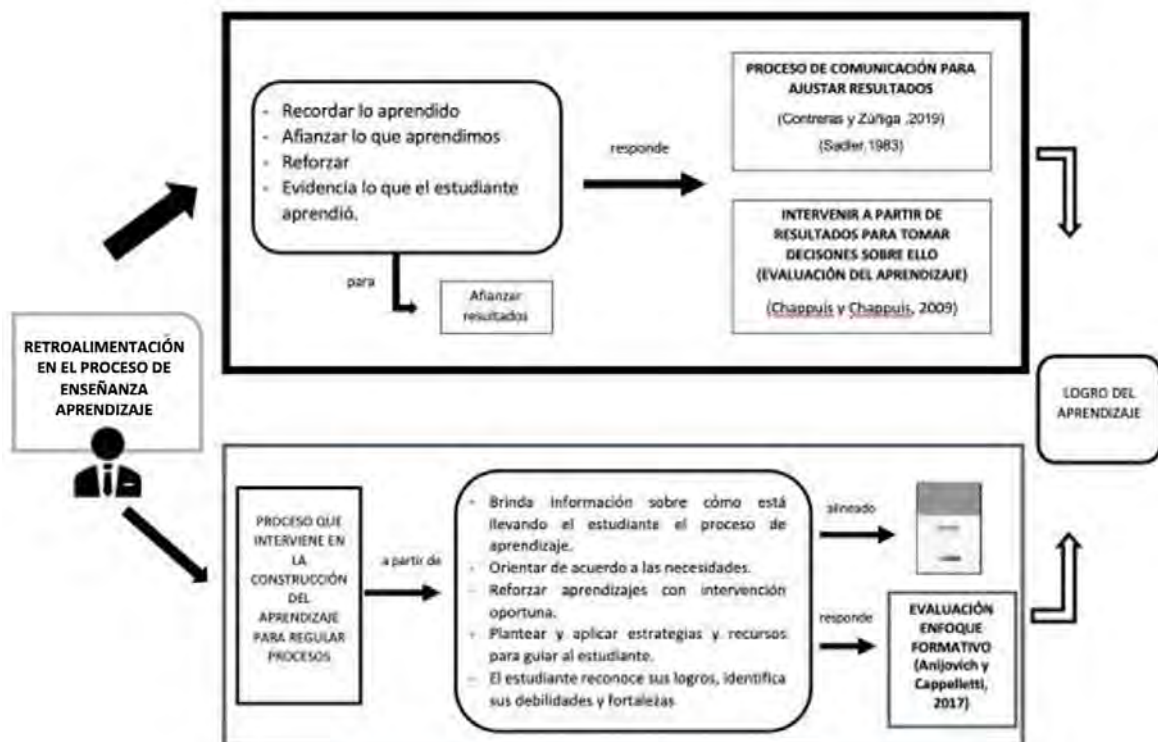 RETROALIMENTACIÓN
EN EL PROCESO DE
ENSEÑANZA
APRENDIZAJE
- Recordar lo aprendido
- Afianzar lo que aprendimos
- Reforzar
- Evidencia lo que el estudiante
aprendió.
para
Afianzar
resultados
responde
PROCESO DE COMUNICACIÓN PARA
AJUSTAR RESULTADOS
(Contreras y Zúñiga ,2019)
(Sadler,1983)
INTERVENIR A PARTIR DE
RESULTADOS PARA TOMAR
DECISONES SOBRE ELLO
(EVALUACIÓN DEL APRENDIZAJE)
(Chappuis y Chappuis, 2009)
PROCESO QUE
INTERVIENE EN
LA
CONSTRUCCIÓN
DEL
APRENDIZAJE
PARA REGULAR
PROCESOS
a partir de
- Brinda información sobre cómo está
llevando el estudiante el proceso de
aprendizaje.
- Orientar de acuerdo a las necesidades.
- Reforzar aprendizajes con intervención
oportuna.
- Plantear y aplicar estrategias y recursos
para guiar al estudiante.
- El estudiante reconoce sus logros, identifica
sus debilidades y fortalezas
alineado
responde
EVALUACIÓN
ENFOQUE
FORMATIVO
(Anijovich y
Cappelletti,
2017)
LOGRO DEL
APRENDIZAJE